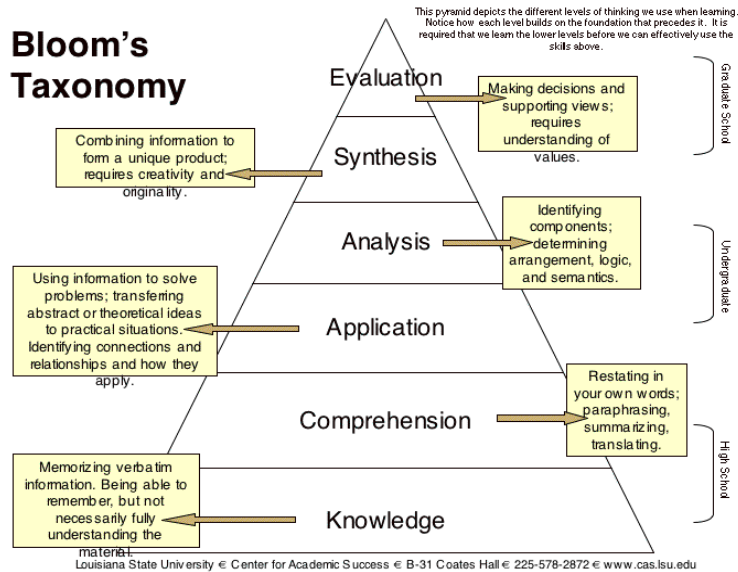 This pyramid depicts the different levels of thinking we use when learning.
Notice how each level builds on the foundation that precedes it. It is
required that we learn the lower levels before we can effectively use the
skills above.
Bloom's
Taxonomy
Evaluation
Making decisions and
supporting views;
requires
understanding of
values.
Graduate School
Combining information to
form a unique product;
requires creativity and
originality.
Synthesis
Analysis
Identifying
components;
determining
arrangement, logic,
and semantics.
Undergraduate
Using information to solve
problems; transferring
abstract or theoretical ideas
to practical situations.
Identifying connections and
relationships and how they
apply.
Application
Comprehension
Restating in
your own words;
paraphrasing,
summarizing,
translating.
High School
Memorizing verbatim
information. Being able to
remember, but not
necessarily fully
understanding the
material.
Knowledge
Louisiana State University € Center for Academic Success € B-31 Coates Hall € 225-578-2872 € www.cas.lsu.edu